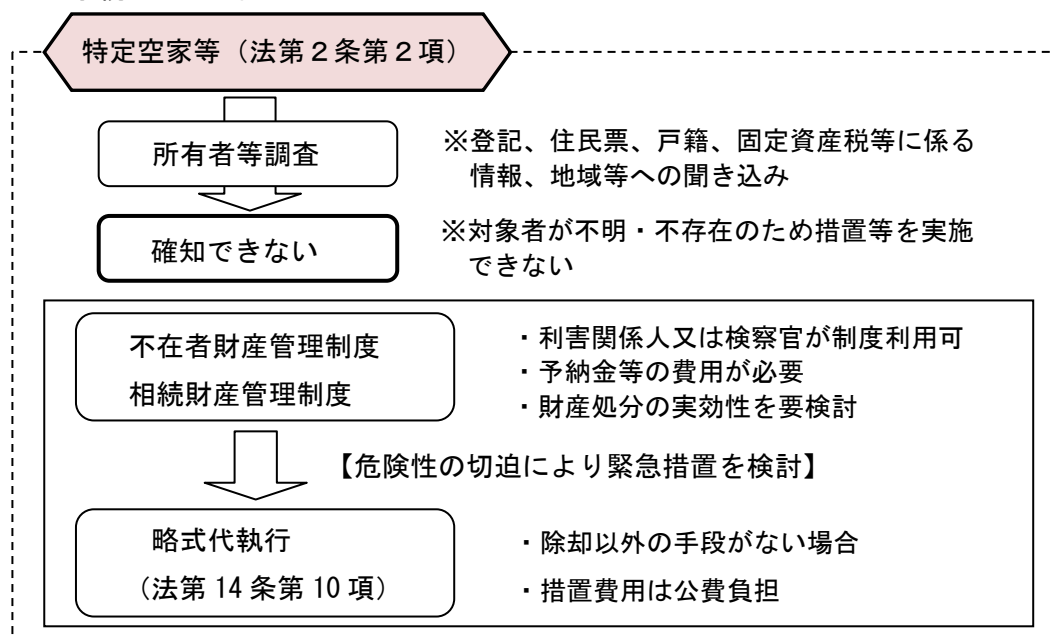 特定空家等（法第２条第２項）
所有者等調査
※登記、住民票、戸籍、固定資産税等に係る
情報、地域等への聞き込み
確知できない
※対象者が不明・不存在のため措置等を実施
できない
不在者財産管理制度
相続財産管理制度
・利害関係人又は検察官が制度利用可
・予納金等の費用が必要
・財産処分の実効性を要検討
【危険性の切迫により緊急措置を検討】
略式代執行
（法第 14 条第 10 項）
・除却以外の手段がない場合
・措置費用は公費負担